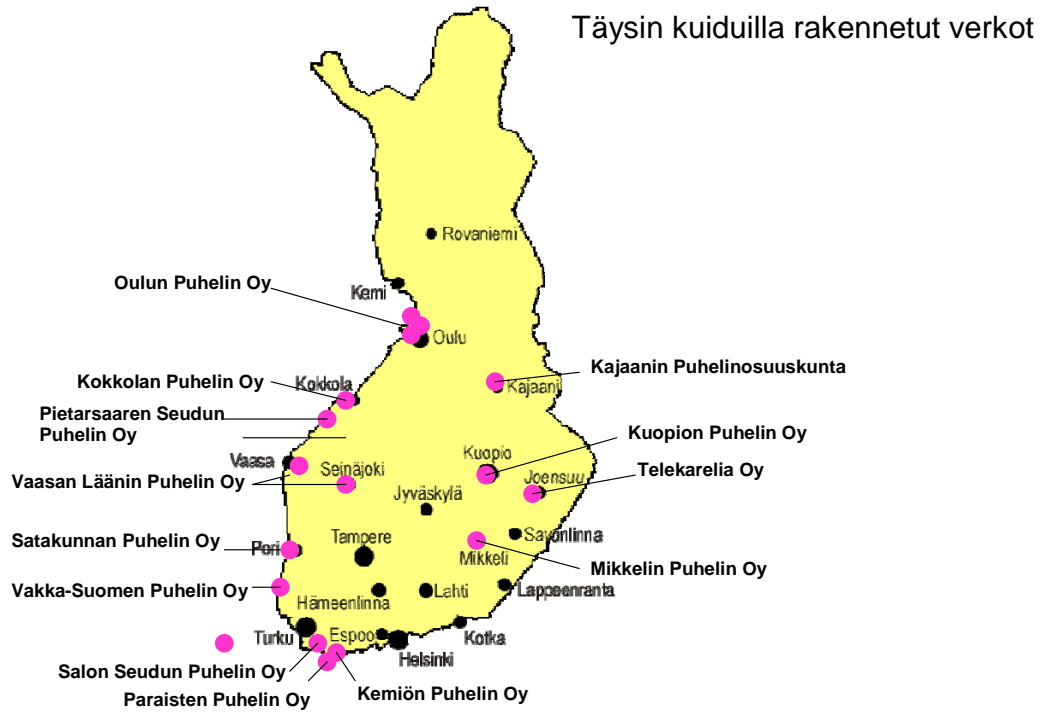 Täysin kuiduilla rakennetut verkot
Rovaniemi
Oulun Puhelin Oy
Kemi
Oulu
Kajaanin Puhelinosuuskunta
Kokkolan Puhelin Oy
Kokkola
Kajaani
Pietarsaaren Seudun
Puhelin Oy
Kuopion Puhelin Oy
Vaasa
Kuopio
Seinäjoki
Joensuu
Telekarelia Oy
Vaasan Läänin Puhelin Oy
Jyväskylä
Satakunnan Puhelin Oy
Pori
Tampere
Savonlinna
Mikkeli
Mikkelin Puhelin Oy
Vakka-Suomen Puhelin Oy
Hämeenlinna
Lahti
Lappeenranta
Turku
Espoo
Kotka
Helsinki
Salon Seudun Puhelin Oy
Paraisten Puhelin Oy
Kemiön Puhelin Oy